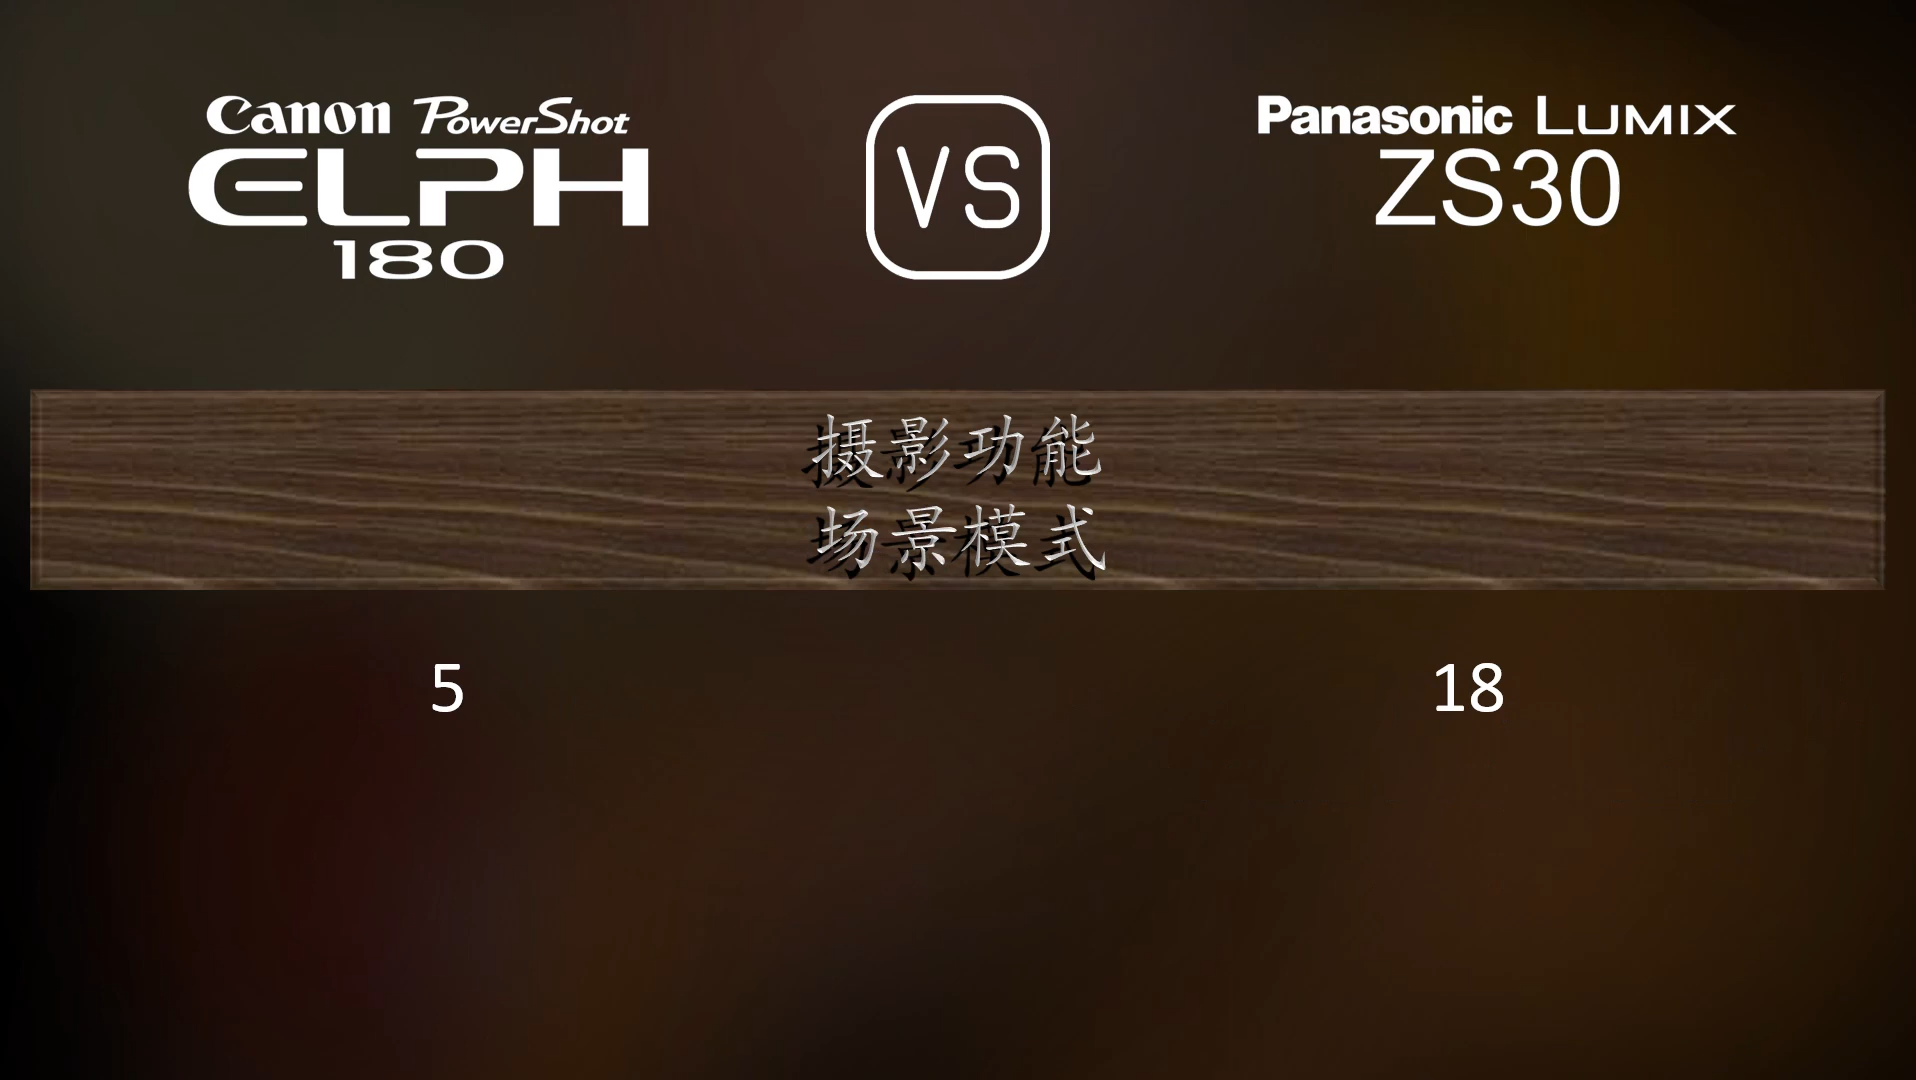 Canon PowerShot
ELPH
180
VS
Panasonic LUMIX
ZS30
摄影功能
场景模式
5
18